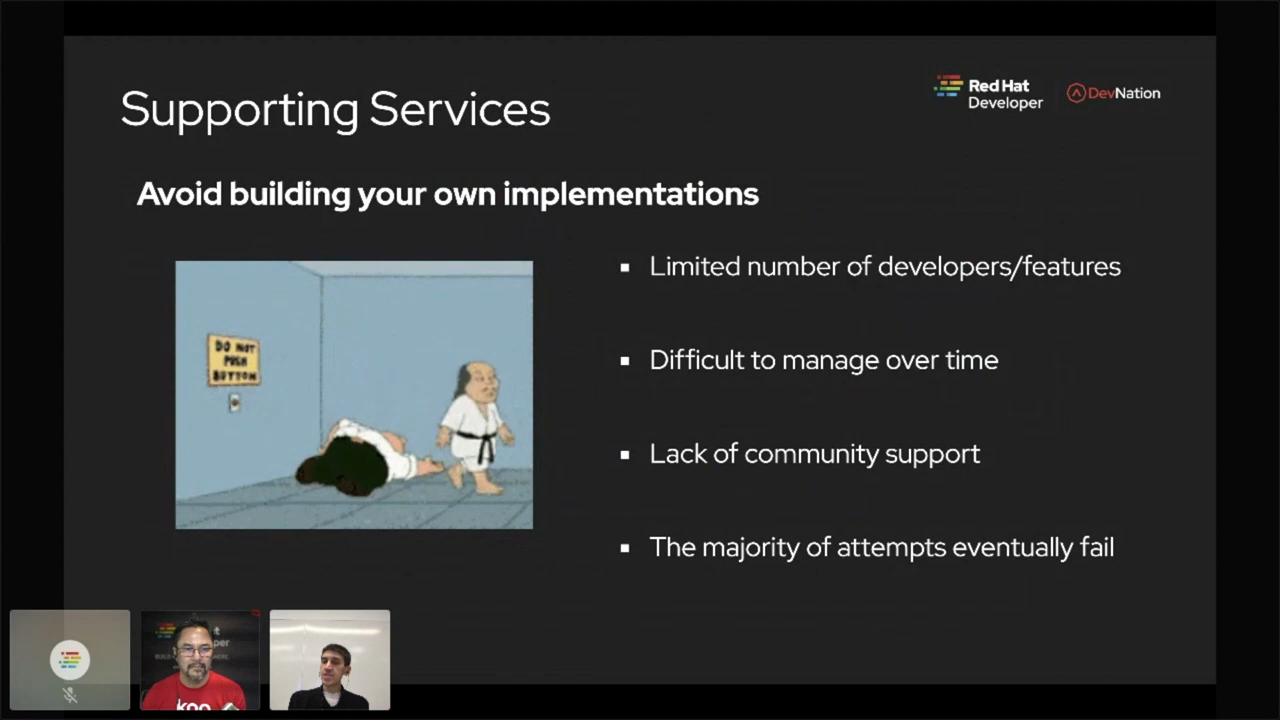 Supporting Services
Red Hat
Developer
DevNation
Avoid building your own implementations
Limited number of developers/features
DO NOT
PUSH
BUTTON
Difficult to manage over time
Lack of community support
The majority of attempts eventually fail